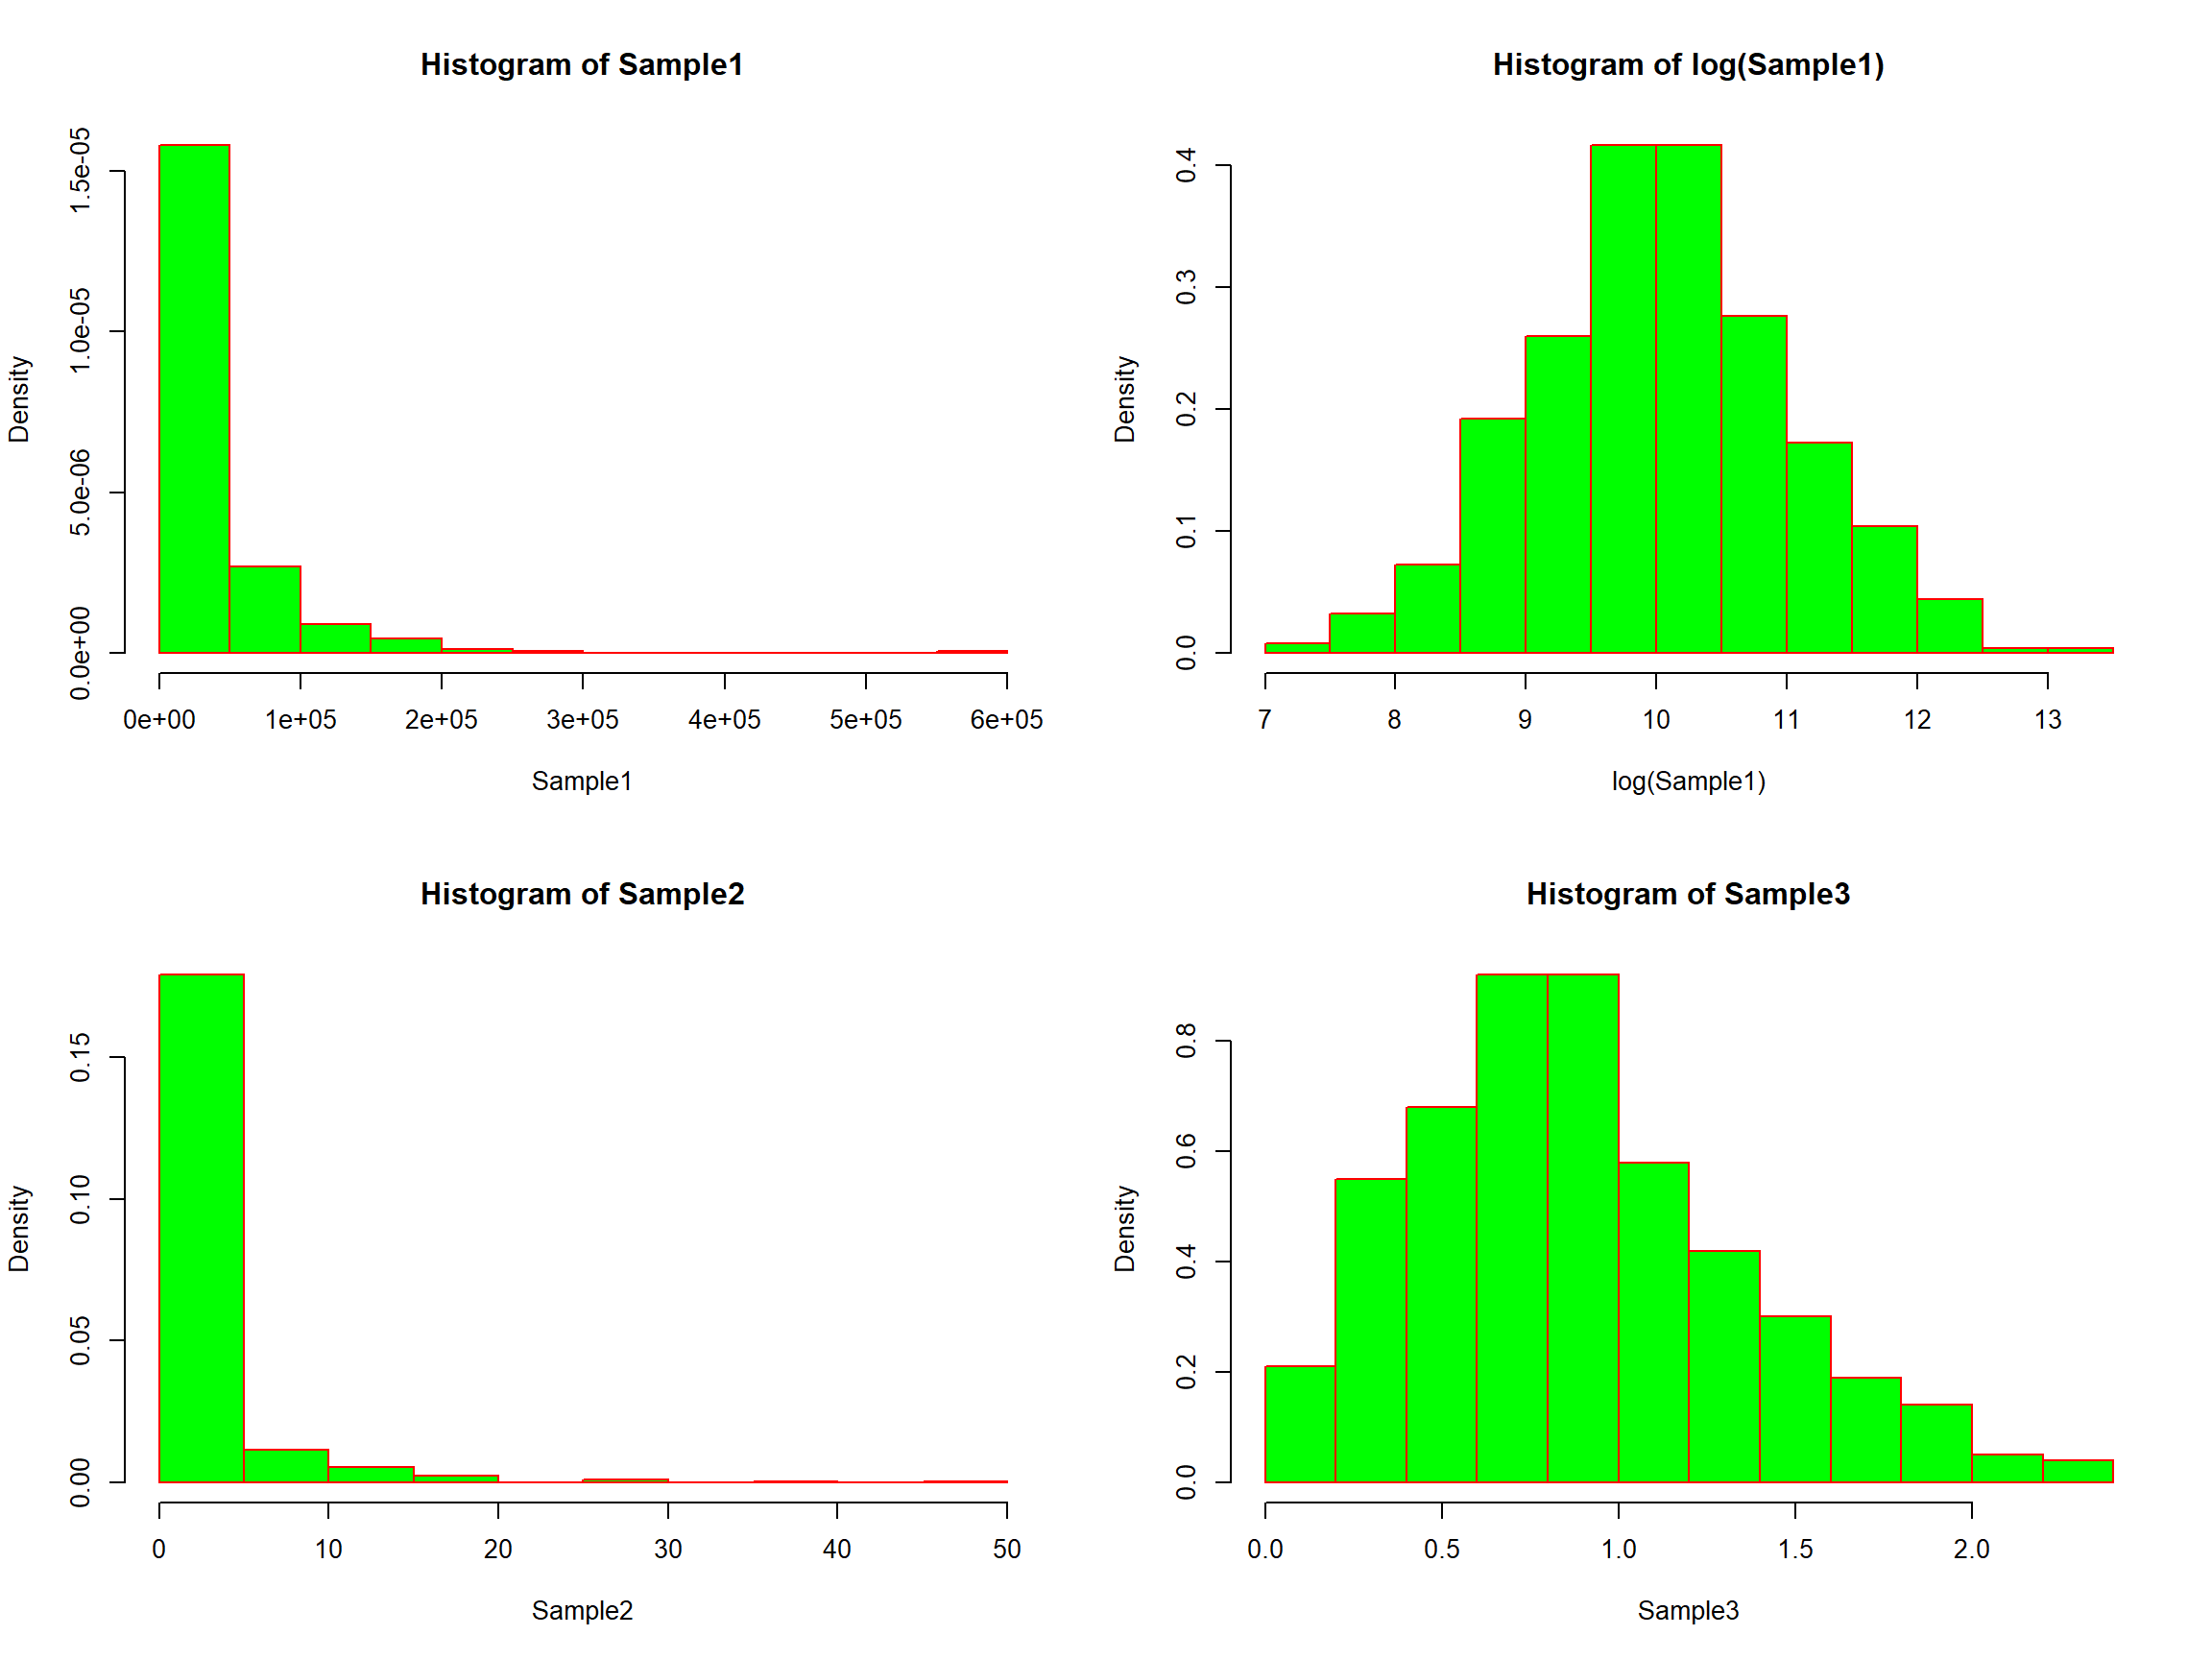 Histogram of Sample1
Density
0.0e+00 5.0e-06 1.0e-05 1.5e-05
0e+00 1e+05 2e+05 3e+05 4e+05 5e+05 6e+05
Sample1
Histogram of log(Sample1)
Density
0.0 0.1 0.2 0.3 0.4
7 8 9 10 11 12 13
log(Sample1)
Histogram of Sample2
Density
0.00 0.05 0.10 0.15
0 10 20 30 40 50
Sample2
Histogram of Sample3
Density
0.0 0.2 0.4 0.6 0.8
0.0 0.5 1.0 1.5 2.0
Sample3